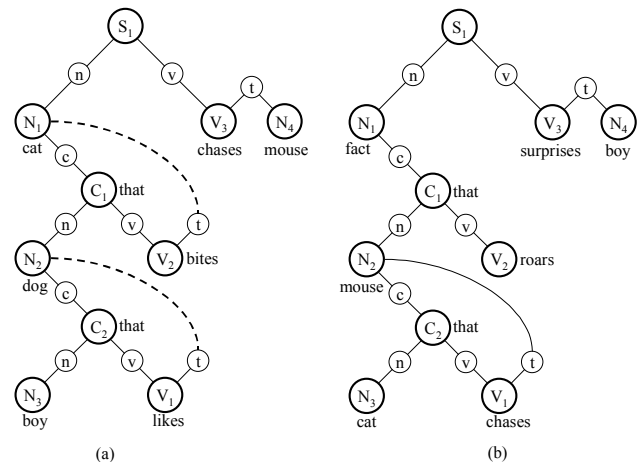 S1 S1
n v t n v t
N1 V3 N4 N1 V3 N4
cat chases mouse fact surprises boy
c c
C1 that C1 that
n v t n v
N2 V2 bites N2 V2 roars
dog mouse
c c
C2 that C2 that
n v t n v t
N3 V1 N3 V1
boy likes cat chases
(a) (b)